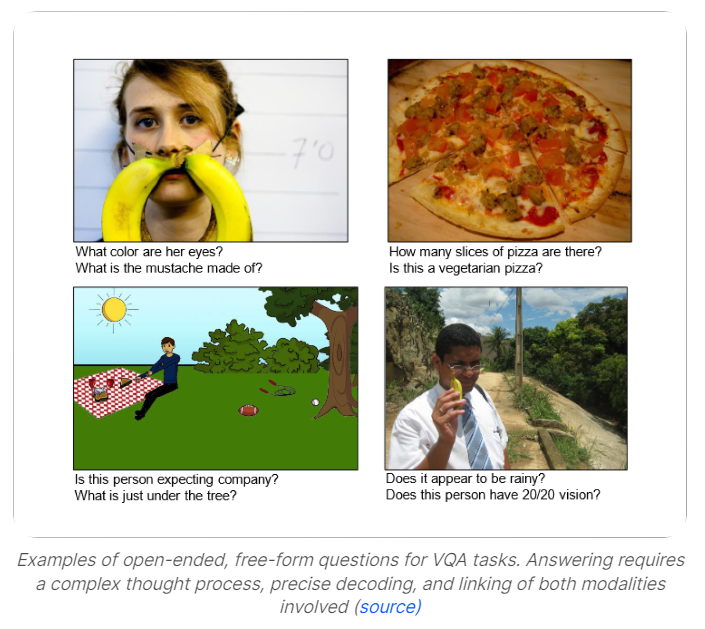 7'0
What color are her eyes?
What is the mustache made of?
How many slices of pizza are there?
Is this a vegetarian pizza?
Is this person expecting company?
What is just under the tree?
Does it appear to be rainy?
Does this person have 20/20 vision?
Examples of open-ended, free-form questions for VQA tasks. Answering requires
a complex thought process, precise decoding, and linking of both modalities
involved (source)